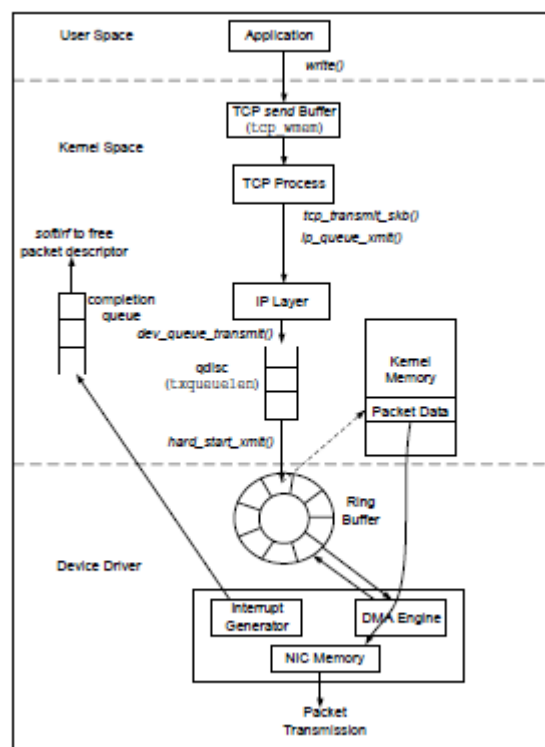 User Space
Application
write()
TCP send Buffer
(tcp_wmem)
Kernel Space
TCP Process
tcp_transmit_skb()
ip_queue_xmit()
softirf to free
packet descriptor
completion
queue
IP Layer
dev_queue_transmit()
qdisc
(txqueuelen)
Kernel
Memory
Packet Data
hard_start_xmit()
Ring
Buffer
Device Driver
Interrupt
Generator
DMA Engine
NIC Memory
Packet
Transmission